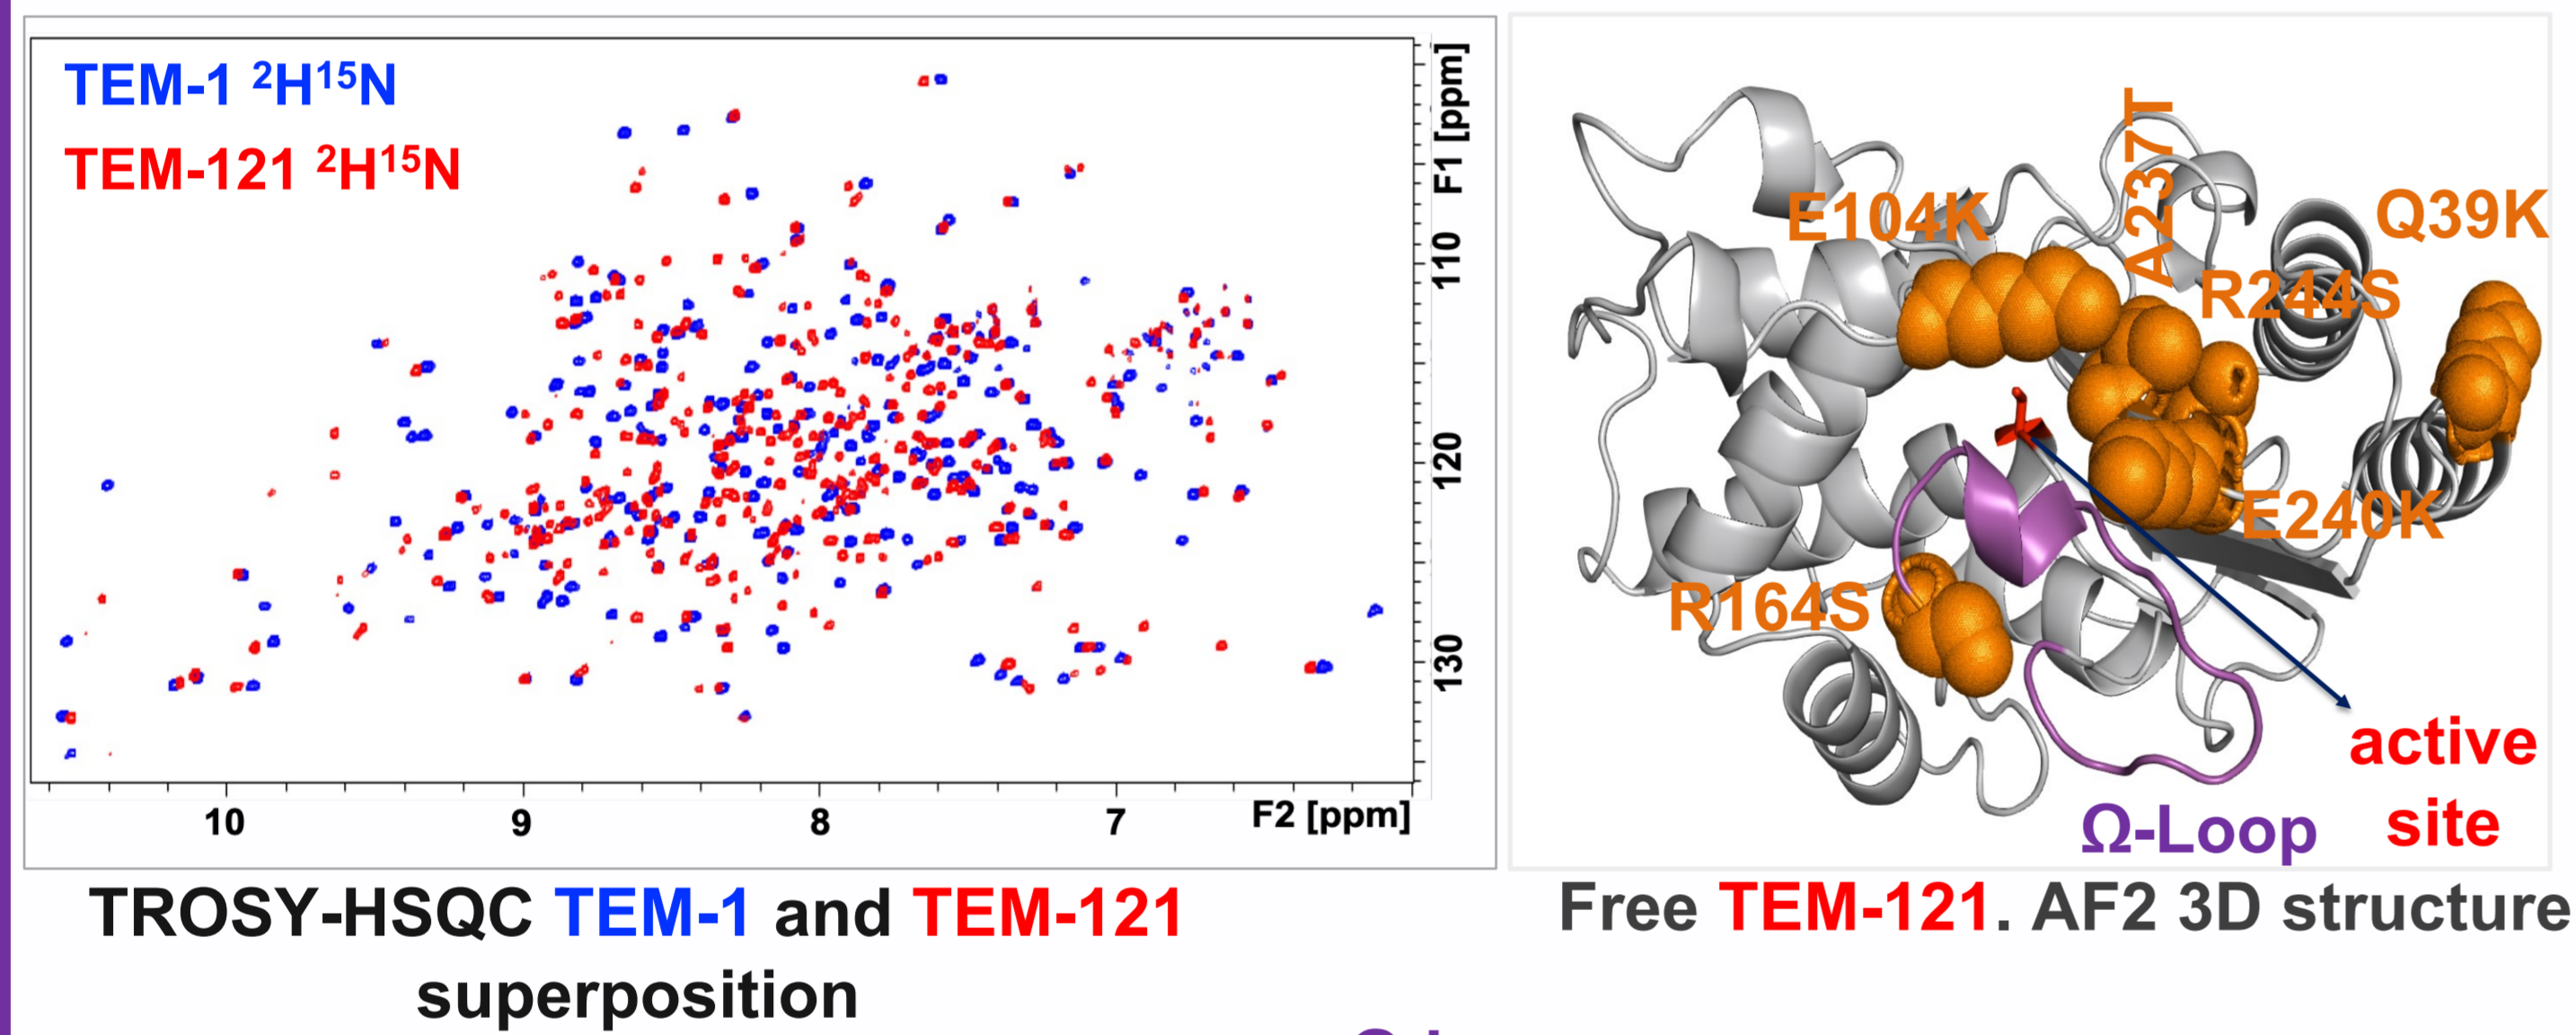 TEM-1 ²H¹⁵N
TEM-121 ²H¹⁵N
F1 [ppm]
110
120
130
10
9
8
7
F2 [ppm]
TROSY-HSQC TEM-1 and TEM-121
superposition
E104K
A237T
Q39K
R244S
E240K
R164S
active
site
Ω-Loop
Free TEM-121. AF2 3D structure